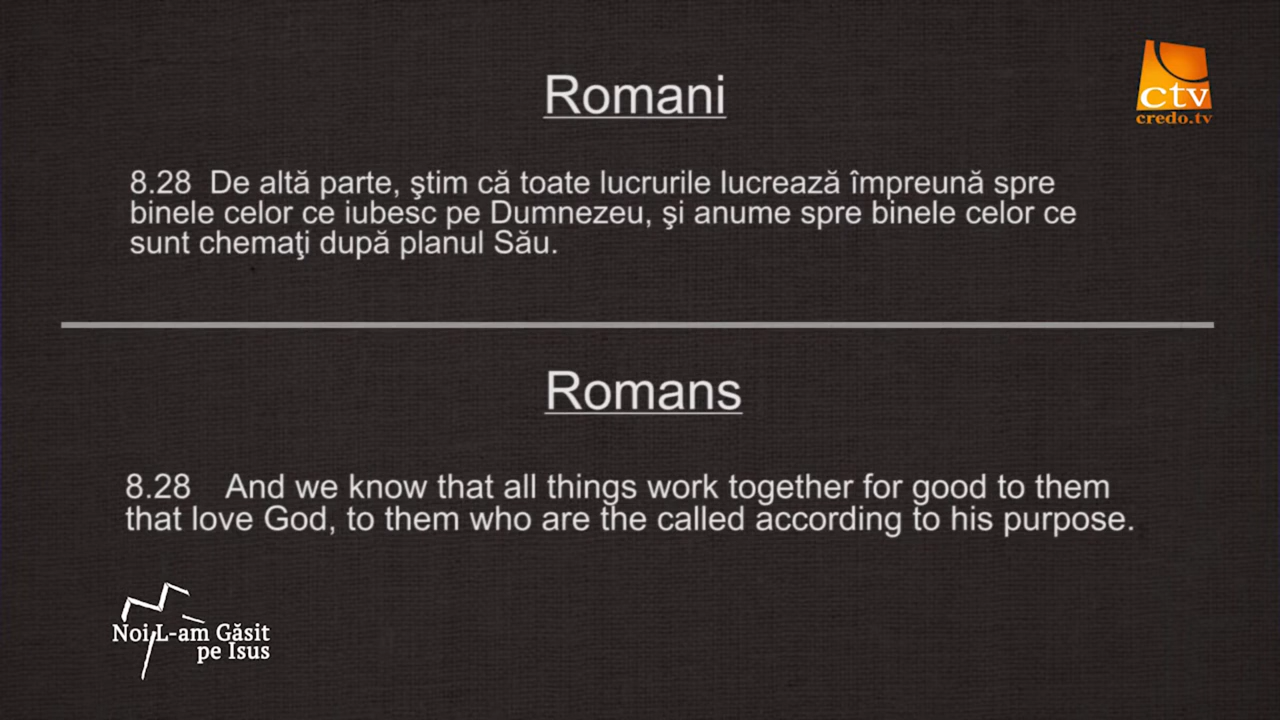 Romani
ctv
credo.tv
8.28 De altă parte, ştim că toate lucrurile lucrează împreună spre
binele celor ce iubesc pe Dumnezeu, şi anume spre binele celor ce
sunt chemaţi după planul Său.
Romans
8.28 And we know that all things work together for good to them
that love God, to them who are the called according to his purpose.
Noi L-am Găsit
pe Isus